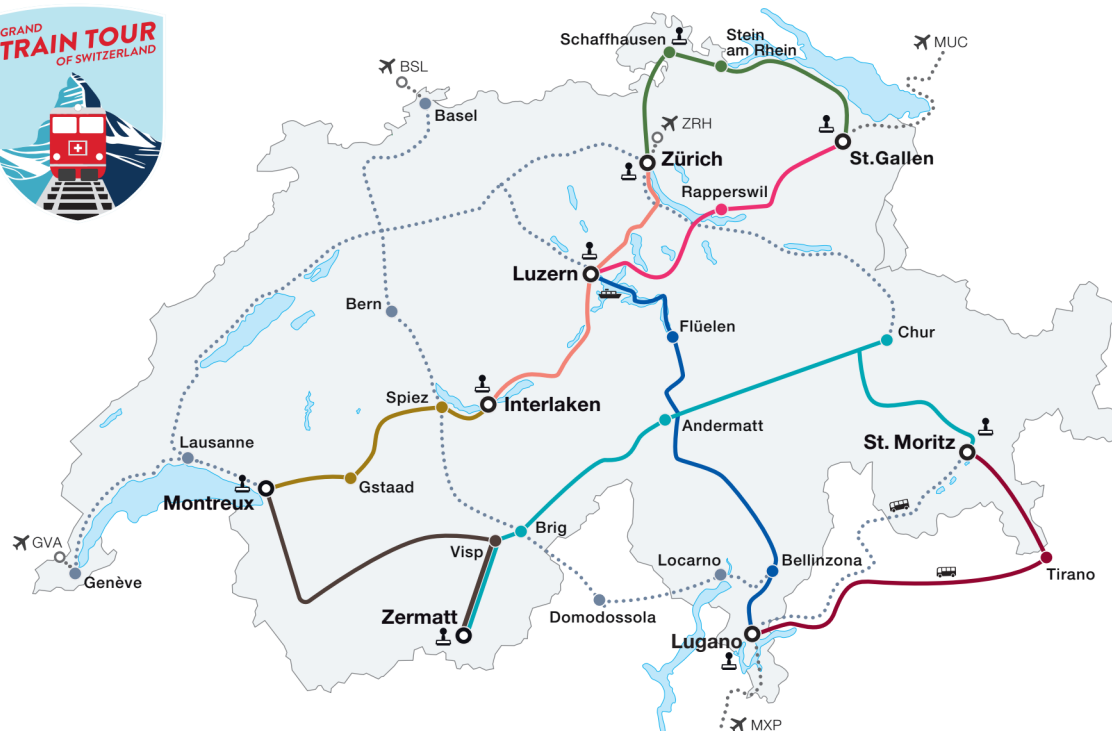 GRAND
TRAIN TOUR
OF SWITZERLAND
Schaffhausen
Stein
am Rhein
MUC
BSL
Basel
ZRH
Zürich
St.Gallen
Rapperswil
Luzern
Bern
Flüelen
Chur
Spiez
Interlaken
Andermatt
Lausanne
St. Moritz
Montreux
Gstaad
Brig
GVA
Visp
Genève
Locarno
Bellinzona
Tirano
Zermatt
Domodossola
Lugano
MXP